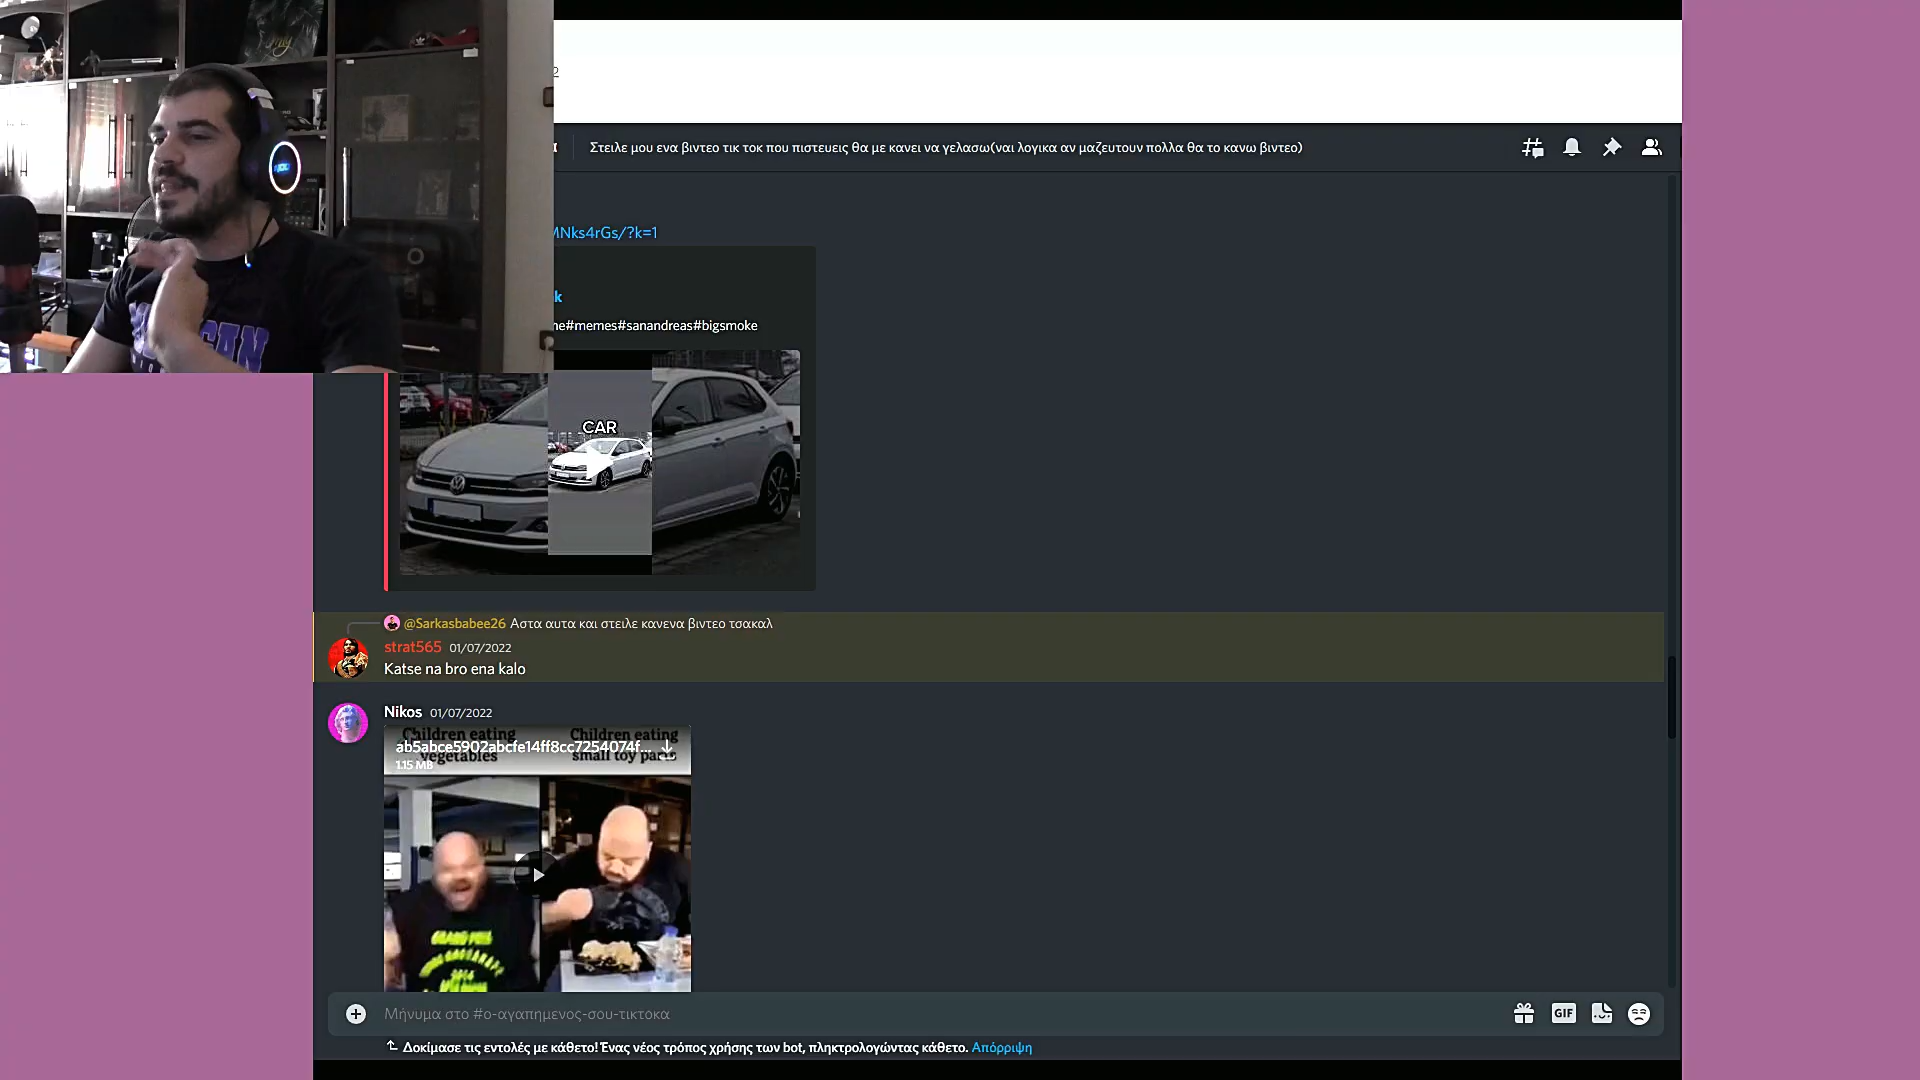 Στειλε μου ενα βιντεο τικ τοκ που πιστευεις θα με κανει να γελασω(ναι λογικα αν μαζευτουν πολλα θα το κανω βιντεο)
MNks4rGs/?k=1
k
ne#memes#sanandreas#bigsmoke
CAR
@Sarkasbabee26 Αστα αυτα και στειλε κανενα βιντεο τσακαλ
strat565 01/07/2022
Katse na bro ena kalo
Nikos 01/07/2022
Children eating vegetables
Children eating small toy parts
ab5abce5902abcfe14ff8cc7254074f...
1.15 MB
Μήνυμα στο #ο-αγαπημενος-σου-τικτοκα
GIF
Δοκίμασε τις εντολές με κάθετο! Ένας νέος τρόπος χρήσης των bot, πληκτρολογώντας κάθετο. Απόρριψη